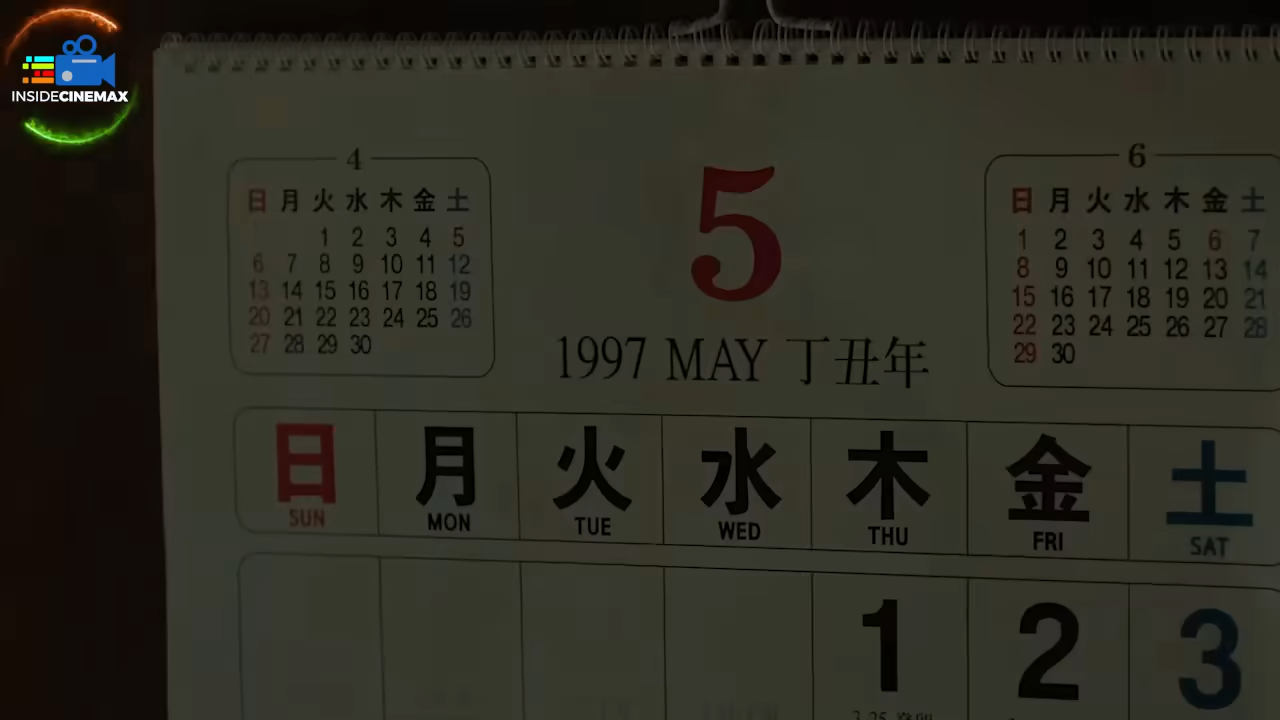 INSIDECINEMAX
4
日 月 火 水 木 金 土
1 2 3 4 5
6 7 8 9 10 11 12
13 14 15 16 17 18 19
20 21 22 23 24 25 26
27 28 29 30
5
1997 MAY 丁丑年
6
日 月 火 水 木 金 土
1 2 3 4 5 6 7
8 9 10 11 12 13 14
15 16 17 18 19 20 21
22 23 24 25 26 27 28
29 30
日 月 火 水 木 金 土
SUN MON TUE WED THU FRI SAT
1 2 3